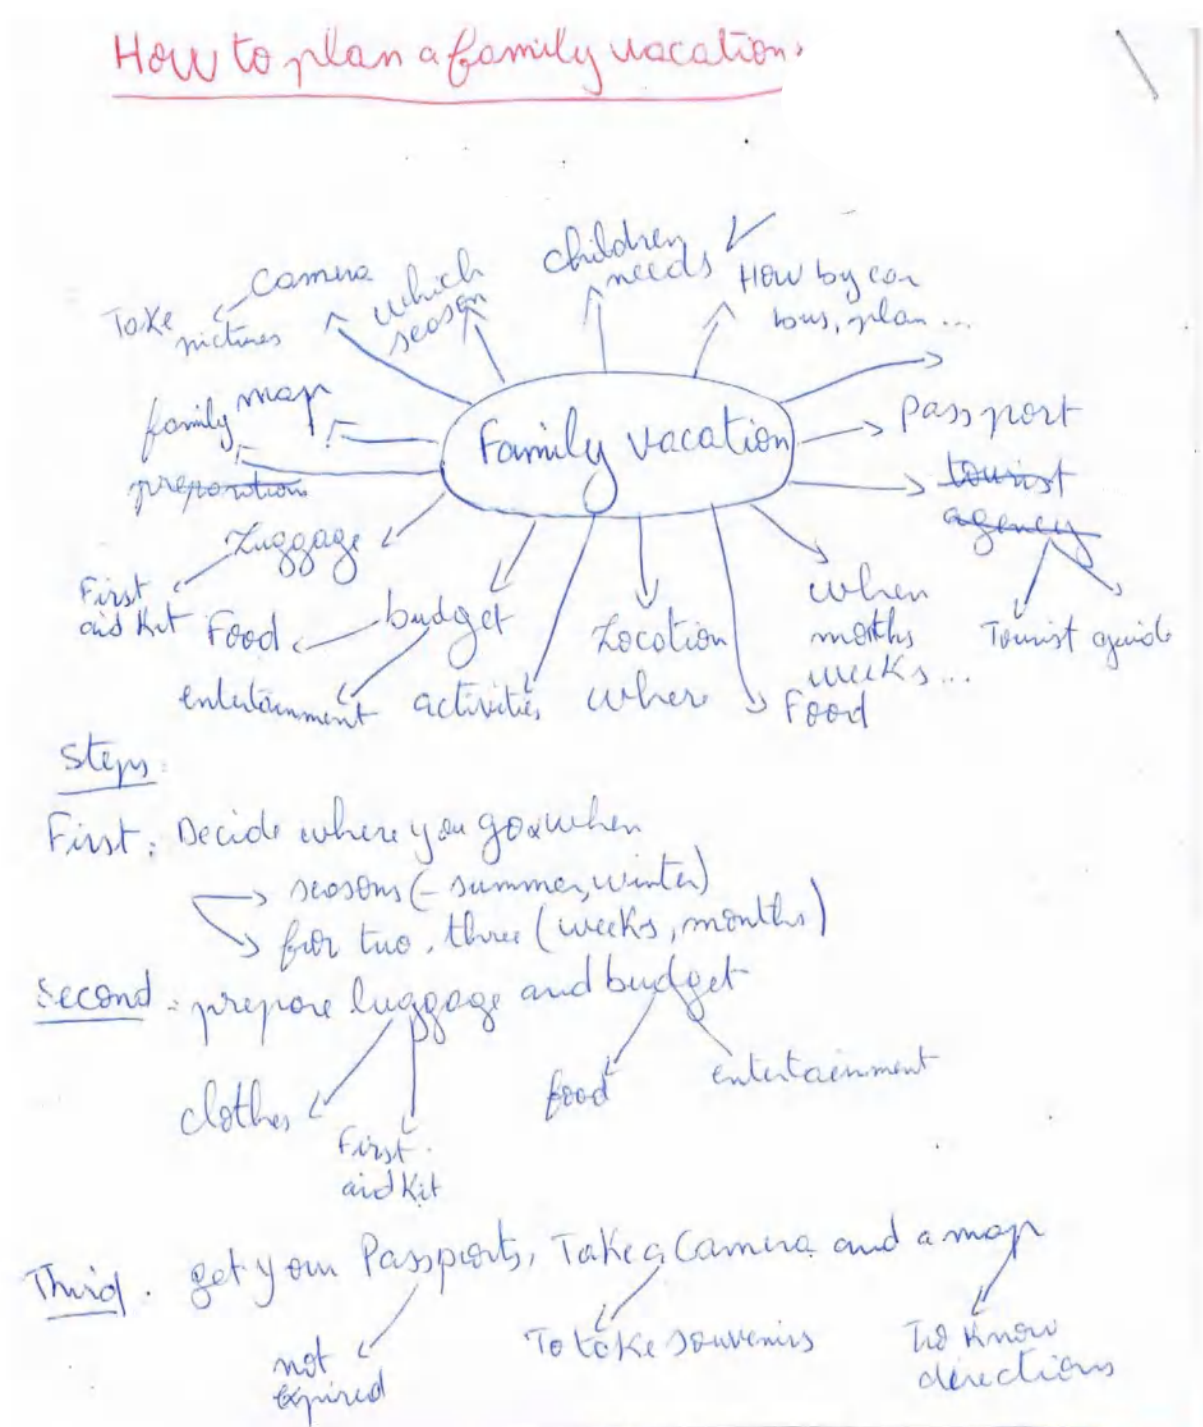 How to plan a family vacation.
Camera
Take pictures
which
season
children
needs
How by car
bus, plan ...
map
family
preparation
Family vacation
Passport
tourist
agency
Tourist guide
Luggage
First
aid Kit
Food
budget
entertainment
activities
Location
where
Food
when
months
weeks ...
Steps:
First: Decide where you go & when
seasons (- summer, winter)
for two, three (weeks, months)
Second: prepare luggage and budget
clothes
First
aid Kit
food
entertainment
Third. get your Passports, Take a Camera and a map
not
expired
To take souvenirs
To Know
directions